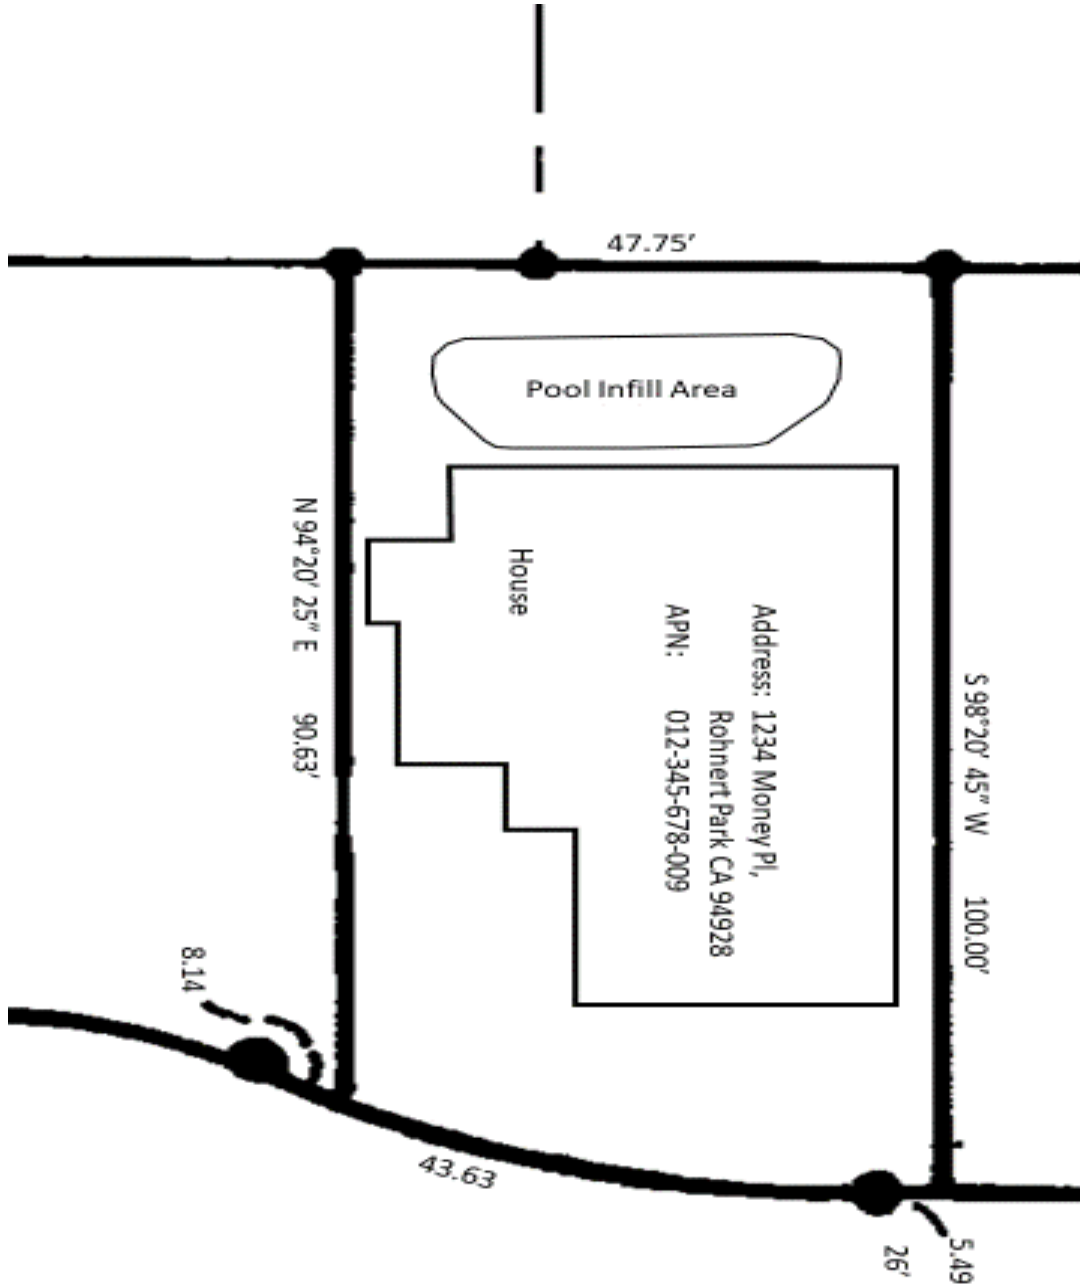 47.75′
Pool Infill Area
N 94°20′ 25″ E 90.63′
House
Address: 1234 Money Pl,
Rohnert Park CA 94928
APN: 012-345-678-009
S 98°20′ 45″ W 100.00′
8.14
43.63
5.49
26′